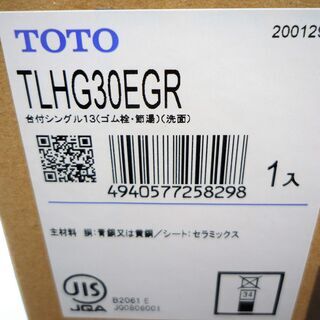 TOTO
200129
TLHG30EGR
台付シングル13(ゴム栓・節湯)(洗面)
4940577258298
1入
主材料 胴:青銅又は黄銅/シート:セラミックス
JIS
JQA
B2061 E
JQ0806001
34